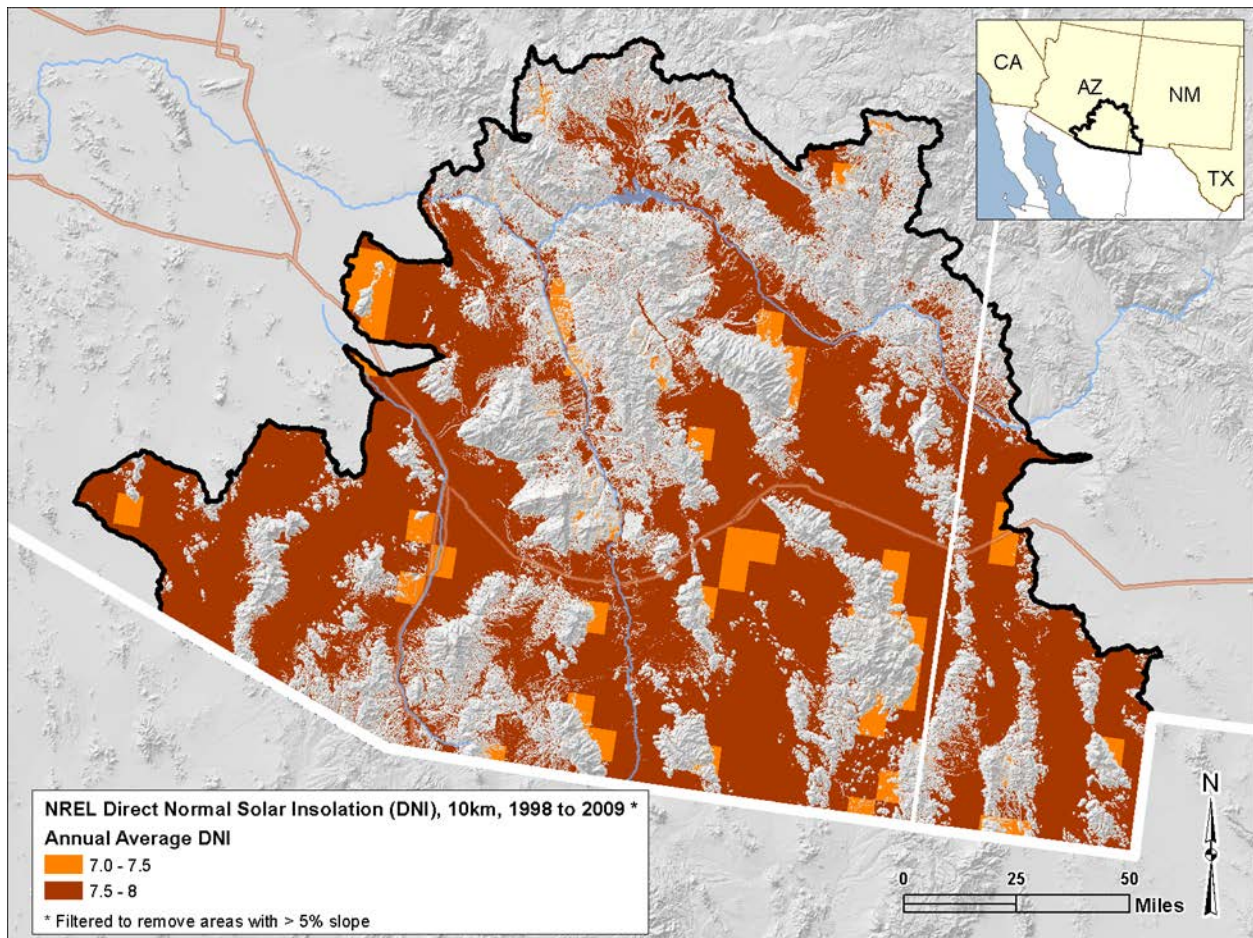 CA
AZ
NM
TX
N
NREL Direct Normal Solar Insolation (DNI), 10km, 1998 to 2009 *
Annual Average DNI
7.0 - 7.5
7.5 - 8
* Filtered to remove areas with > 5% slope
0 25 50
Miles